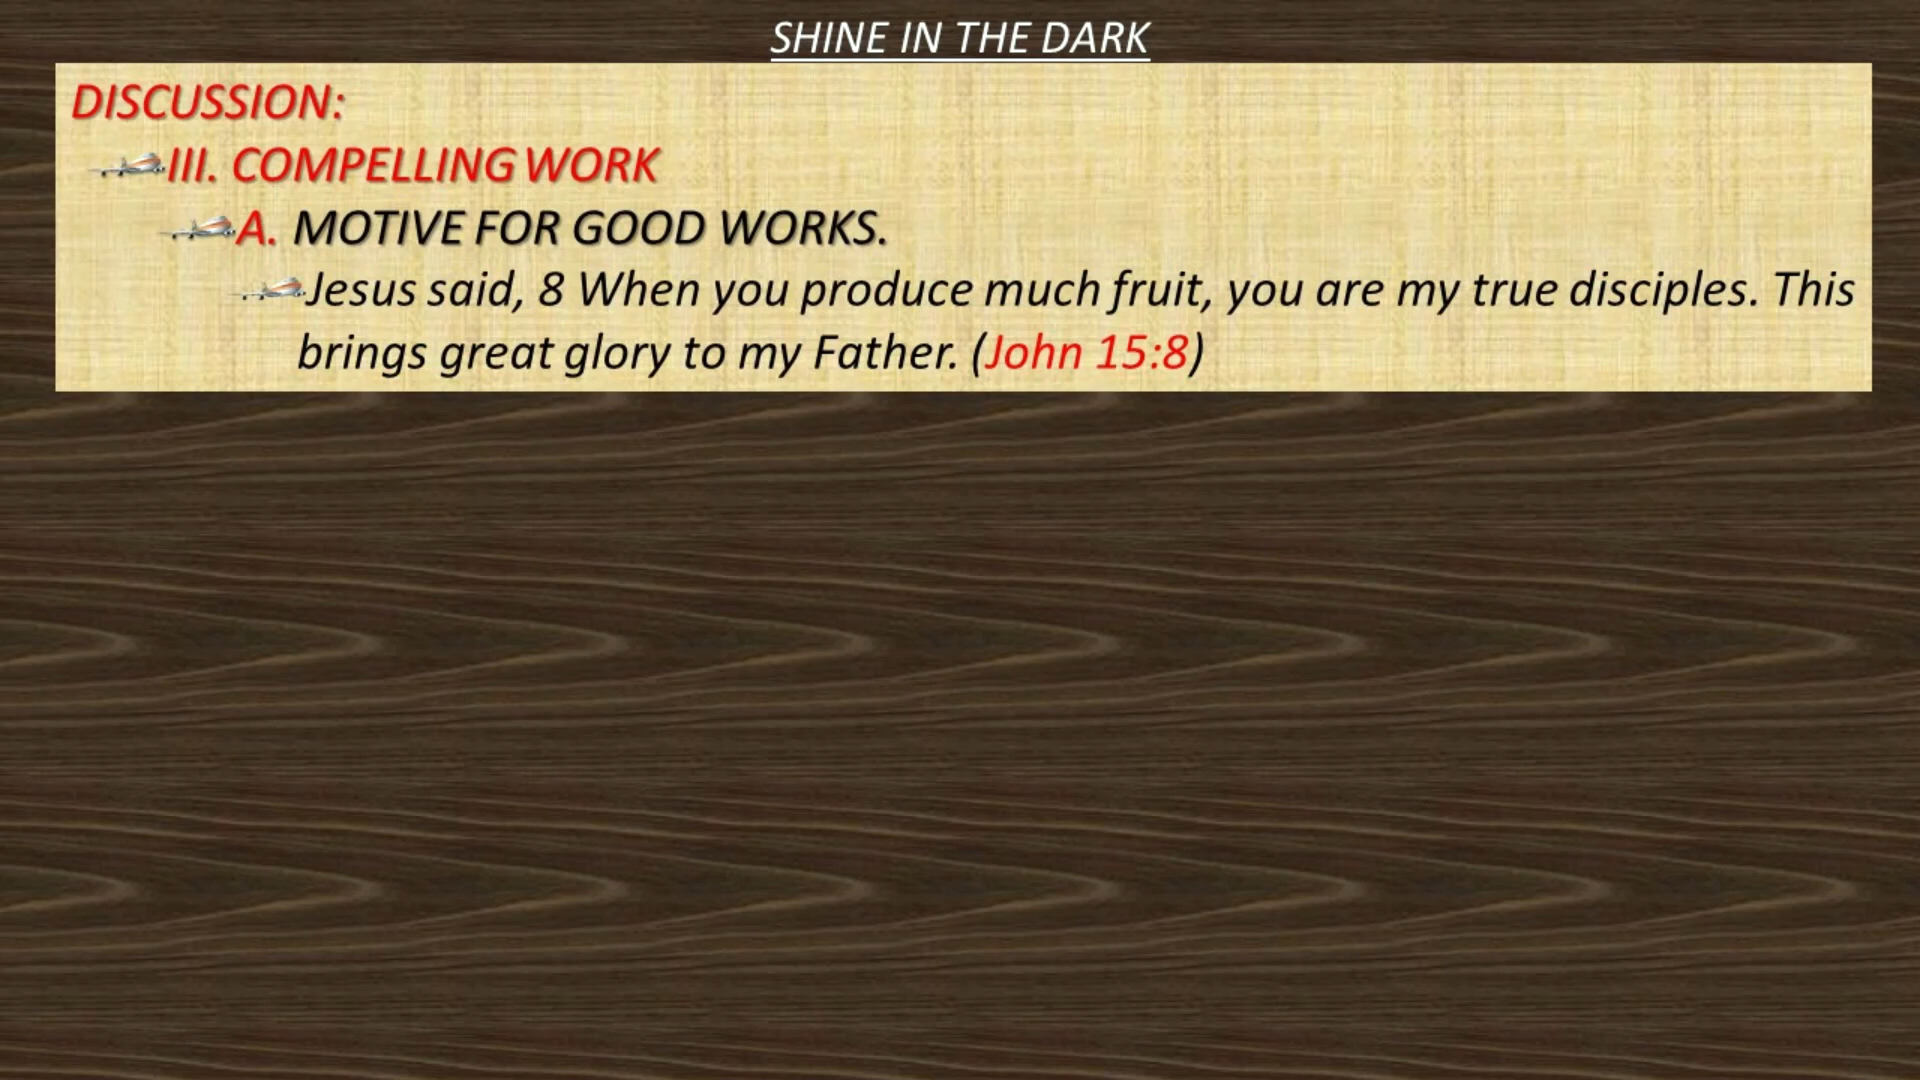 SHINE IN THE DARK
DISCUSSION:
III. COMPELLING WORK
A. MOTIVE FOR GOOD WORKS.
Jesus said, 8 When you produce much fruit, you are my true disciples. This
brings great glory to my Father. (John 15:8)